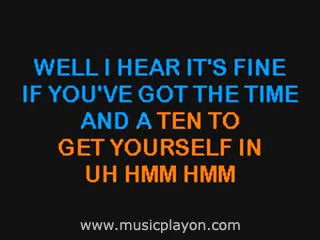 WELL I HEAR IT'S FINE
IF YOU'VE GOT THE TIME
AND A TEN TO
GET YOURSELF IN
UH HMM HMM
www.musicplayon.com